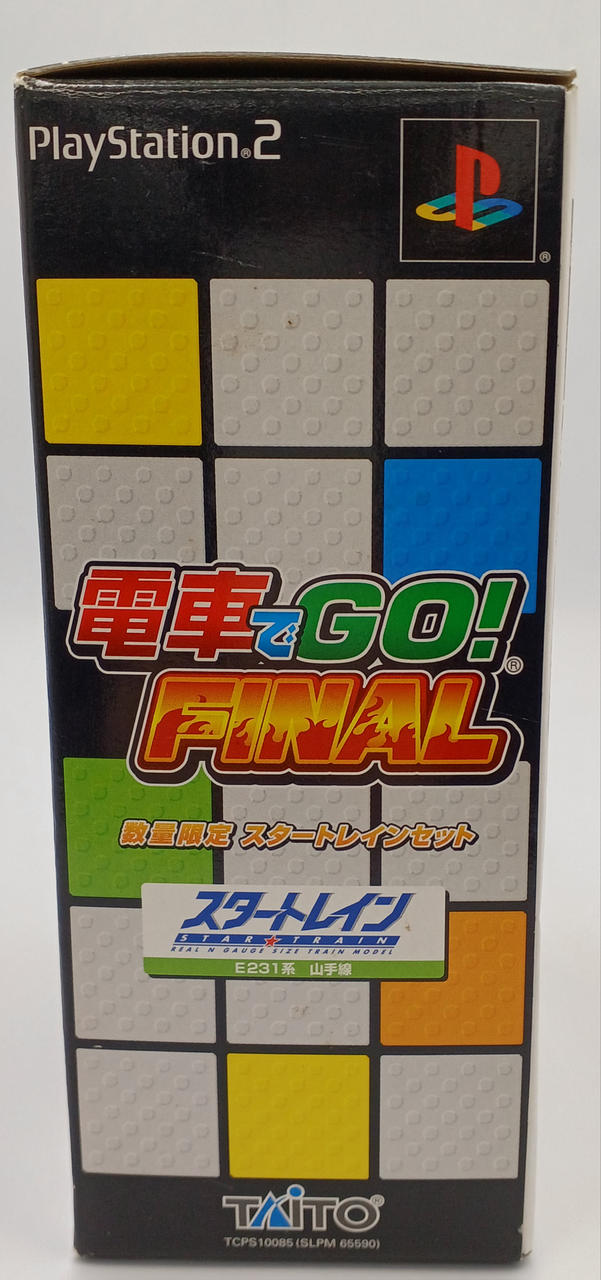 PlayStation®2
®
電車でGO!®
FINAL
数量限定 スタートレインセット
スタートレイン
STAR★TRAIN
REAL N GAUGE SIZE TRAIN MODEL
E231系 山手線
TAITO®
TCPS10085 (SLPM 65590)